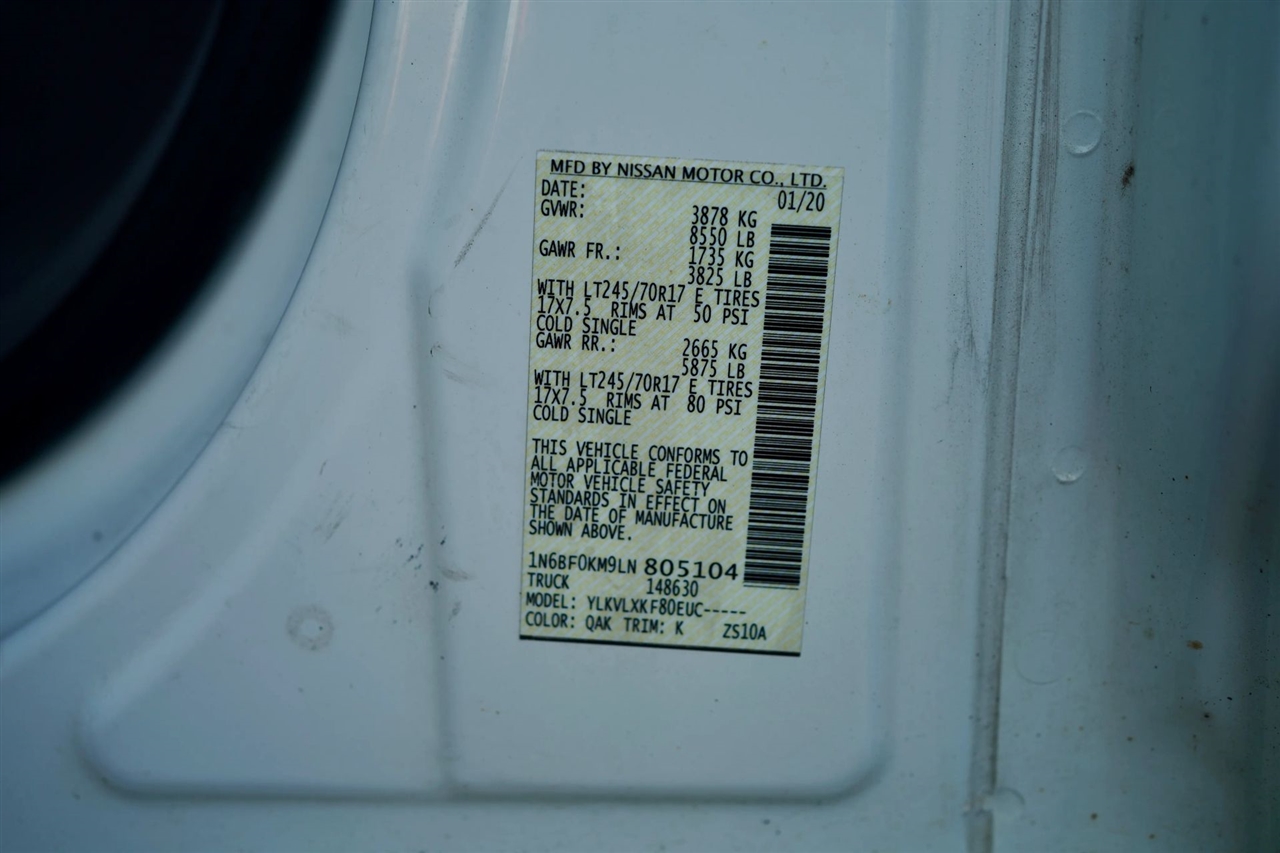 MFD BY NISSAN MOTOR CO., LTD.
DATE: 01/20
GVWR: 3878 KG
8550 LB
GAWR FR.: 1735 KG
3825 LB
WITH LT245/70R17 E TIRES
17X7.5 RIMS AT 50 PSI
COLD SINGLE
GAWR RR.: 2665 KG
5875 LB
WITH LT245/70R17 E TIRES
17X7.5 RIMS AT 80 PSI
COLD SINGLE
THIS VEHICLE CONFORMS TO
ALL APPLICABLE FEDERAL
MOTOR VEHICLE SAFETY
STANDARDS IN EFFECT ON
THE DATE OF MANUFACTURE
SHOWN ABOVE.
1N6BF0KM9LN 805104
TRUCK 148630
MODEL: YLKVLXKF80EUC-----
COLOR: QAK TRIM: K ZS10A